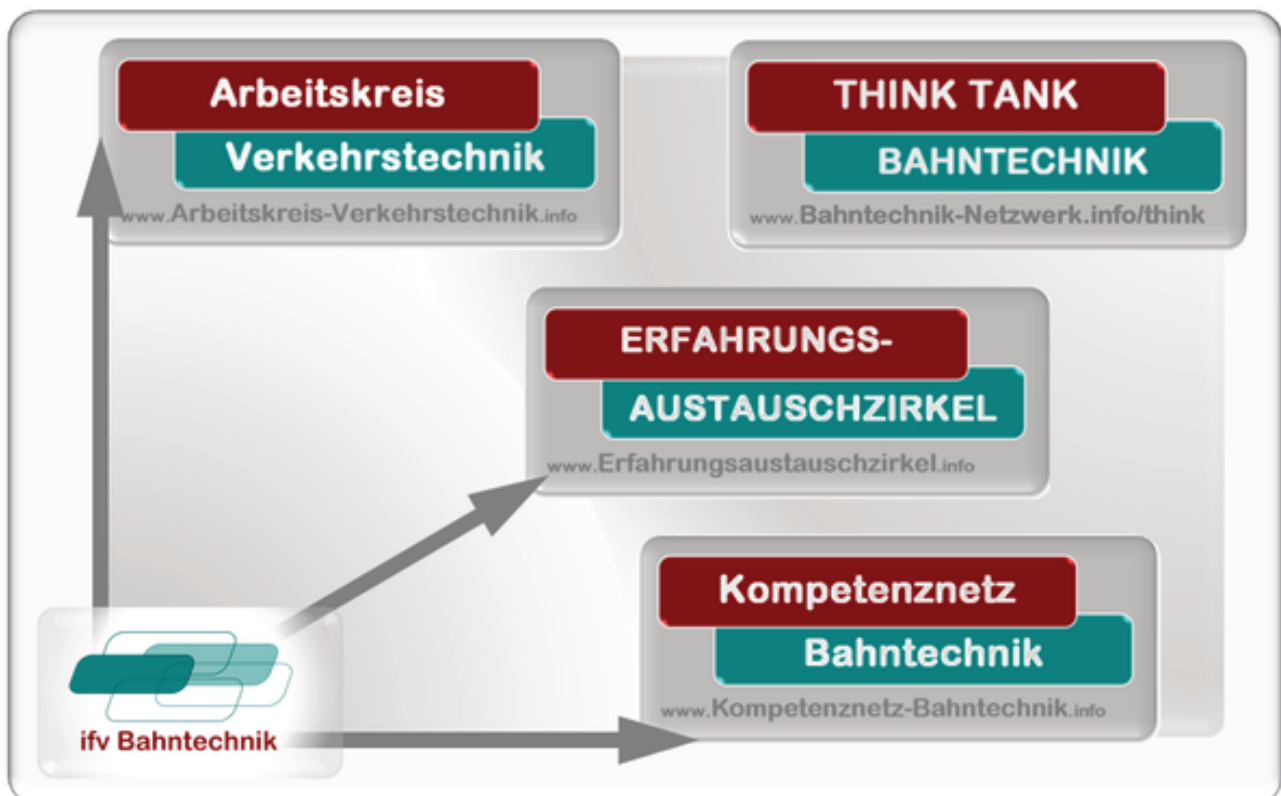 Arbeitskreis
Verkehrstechnik
www.Arbeitskreis-Verkehrstechnik.info
THINK TANK
BAHNTECHNIK
www.Bahntechnik-Netzwerk.info/think
ERFAHRUNGS-
AUSTAUSCHZIRKEL
www.Erfahrungsaustauschzirkel.info
Kompetenznetz
Bahntechnik
www.Kompetenznetz-Bahntechnik.info
ifv Bahntechnik